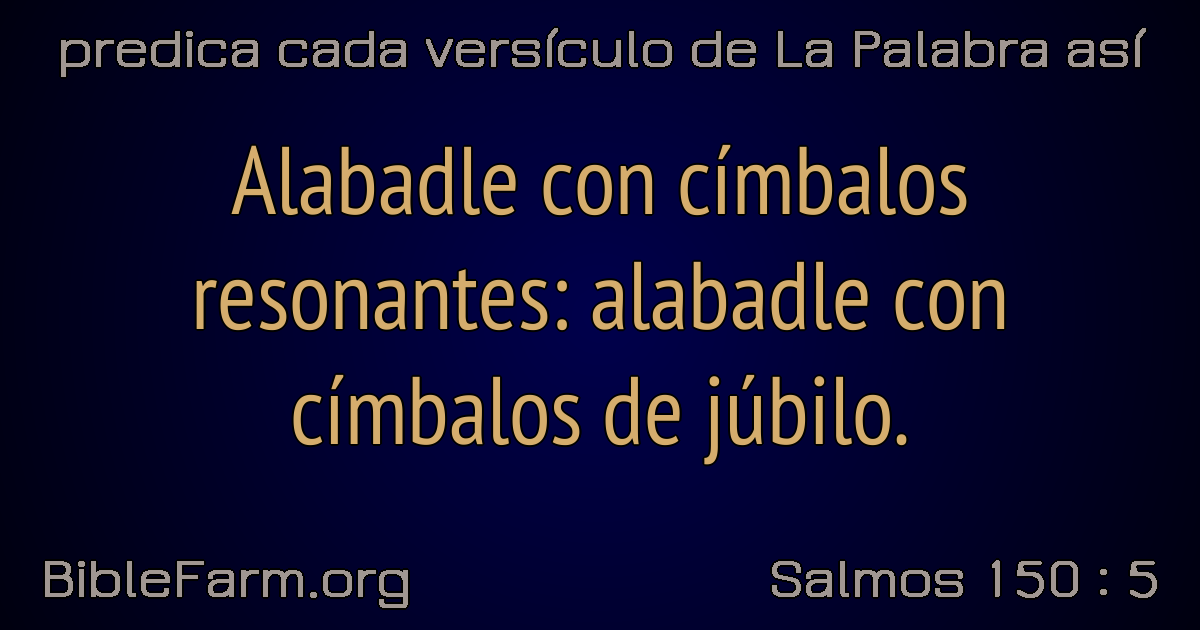 predica cada versículo de La Palabra así
Alabadle con címbalos
resonantes: alabadle con
címbalos de júbilo.
BibleFarm.org
Salmos 150 : 5